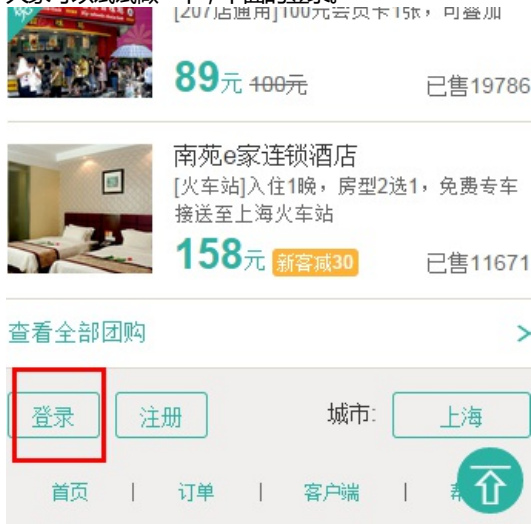 [207店通用]100元会员卡1张，可叠加
89元 100元 已售19786
南苑e家连锁酒店
[火车站]入住1晚，房型2选1，免费专车
接送至上海火车站
158元 新客减30 已售11671
查看全部团购
登录 注册 城市: 上海
首页 | 订单 | 客户端 |